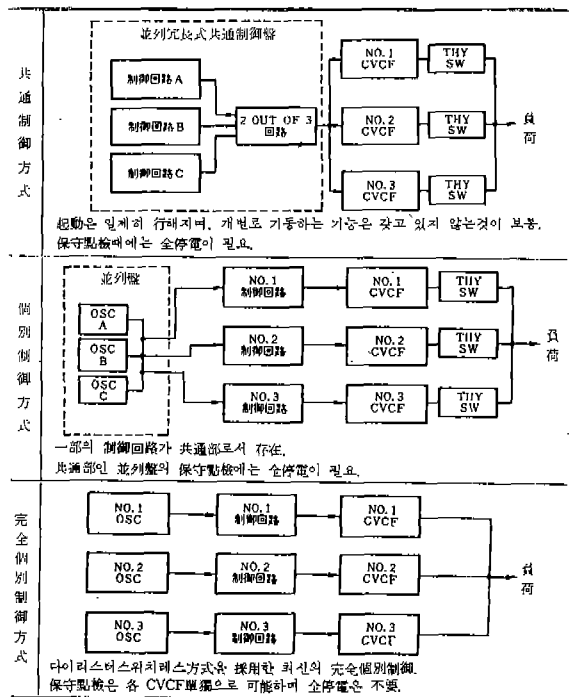 共通制御方式
並列冗長式共通制御盤
制御回路 A
制御回路 B
制御回路 C
2 OUT OF 3
回路
NO. 1
CVCF
THY
SW
NO. 2
CVCF
THY
SW
NO. 3
CVCF
THY
SW
負荷
起動은 일제히 行해지며, 개별로 기동하는 기능은 갖고 있지 않는것이 보통.
保守點檢때에는 全停電이 필요.
個別制御方式
並列盤
OSC
A
OSC
B
OSC
C
NO. 1
制御回路
NO. 1
CVCF
THY
SW
NO. 2
制御回路
NO. 2
CVCF
THY
SW
NO. 3
制御回路
NO. 3
CVCF
THY
SW
負荷
一部의 制御回路가 共通部로서 存在.
共通部인 並列盤의 保守點檢에는 全停電이 필요.
完全個別制御方式
NO. 1
OSC
NO. 1
制御回路
NO. 1
CVCF
NO. 2
OSC
NO. 2
制御回路
NO. 2
CVCF
NO. 3
OSC
NO. 3
制御回路
NO. 3
CVCF
負荷
다이리스터스위치레스方式을 採用한 최신의 完全個別制御.
保守點檢은 各 CVCF單獨으로 可能하며 全停電은 不要.